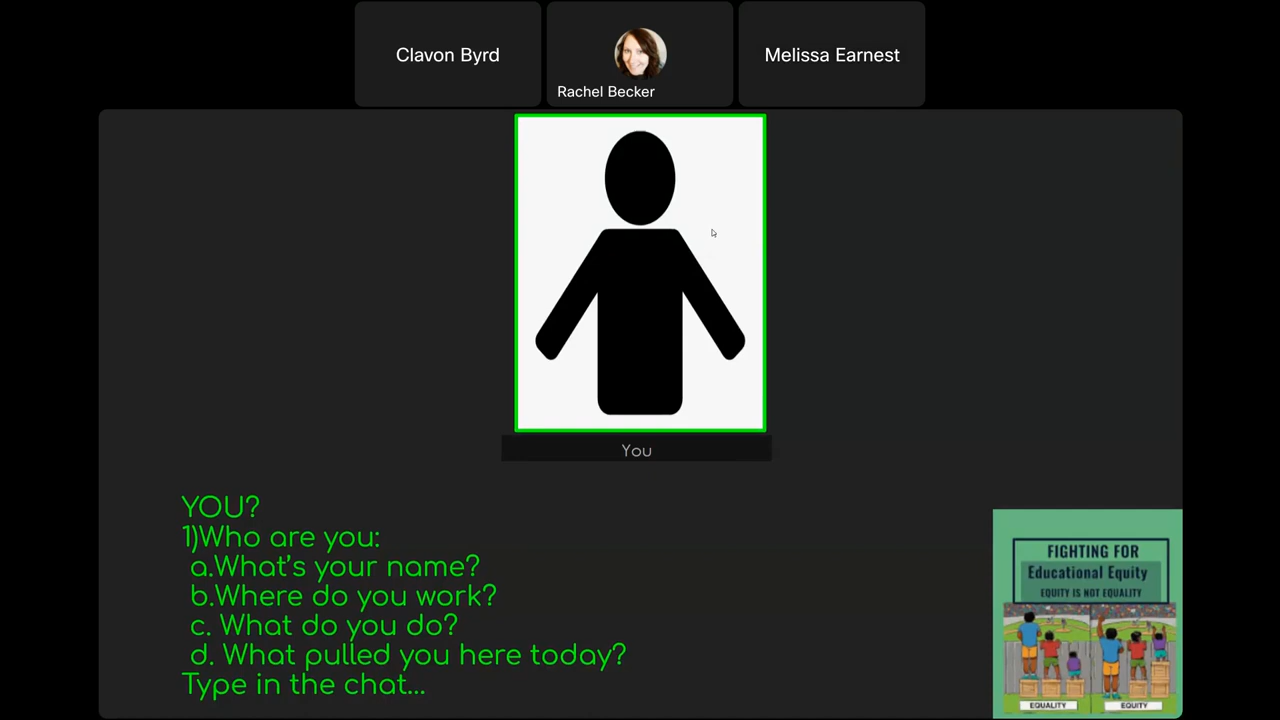 Clavon Byrd
Rachel Becker
Melissa Earnest
You
YOU?
1)Who are you:
a.What's your name?
b.Where do you work?
c. What do you do?
d. What pulled you here today?
Type in the chat...
FIGHTING FOR
Educational Equity
EQUITY IS NOT EQUALITY
EQUALITY
EQUITY